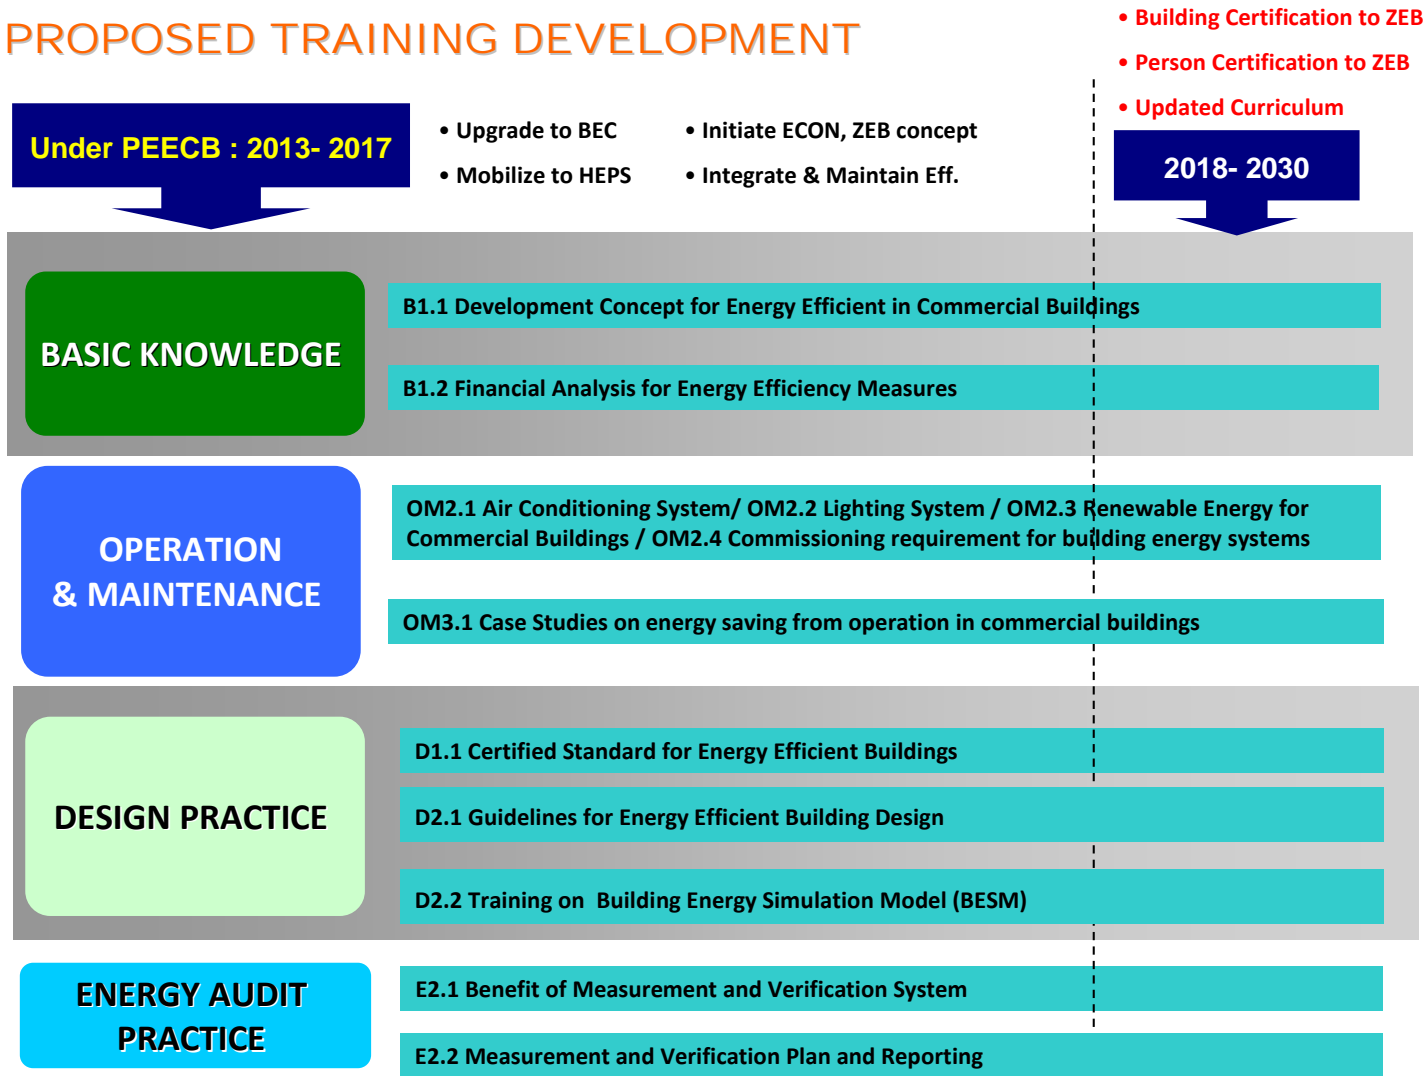 PROPOSED TRAINING DEVELOPMENT
• Building Certification to ZEB
• Person Certification to ZEB
• Updated Curriculum
Under PEECB : 2013- 2017
• Upgrade to BEC
• Mobilize to HEPS
• Initiate ECON, ZEB concept
• Integrate & Maintain Eff.
2018- 2030
BASIC KNOWLEDGE
B1.1 Development Concept for Energy Efficient in Commercial Buildings
B1.2 Financial Analysis for Energy Efficiency Measures
OPERATION
& MAINTENANCE
OM2.1 Air Conditioning System/ OM2.2 Lighting System / OM2.3 Renewable Energy for
Commercial Buildings / OM2.4 Commissioning requirement for building energy systems
OM3.1 Case Studies on energy saving from operation in commercial buildings
DESIGN PRACTICE
D1.1 Certified Standard for Energy Efficient Buildings
D2.1 Guidelines for Energy Efficient Building Design
D2.2 Training on  Building Energy Simulation Model (BESM)
ENERGY AUDIT
PRACTICE
E2.1 Benefit of Measurement and Verification System
E2.2 Measurement and Verification Plan and Reporting